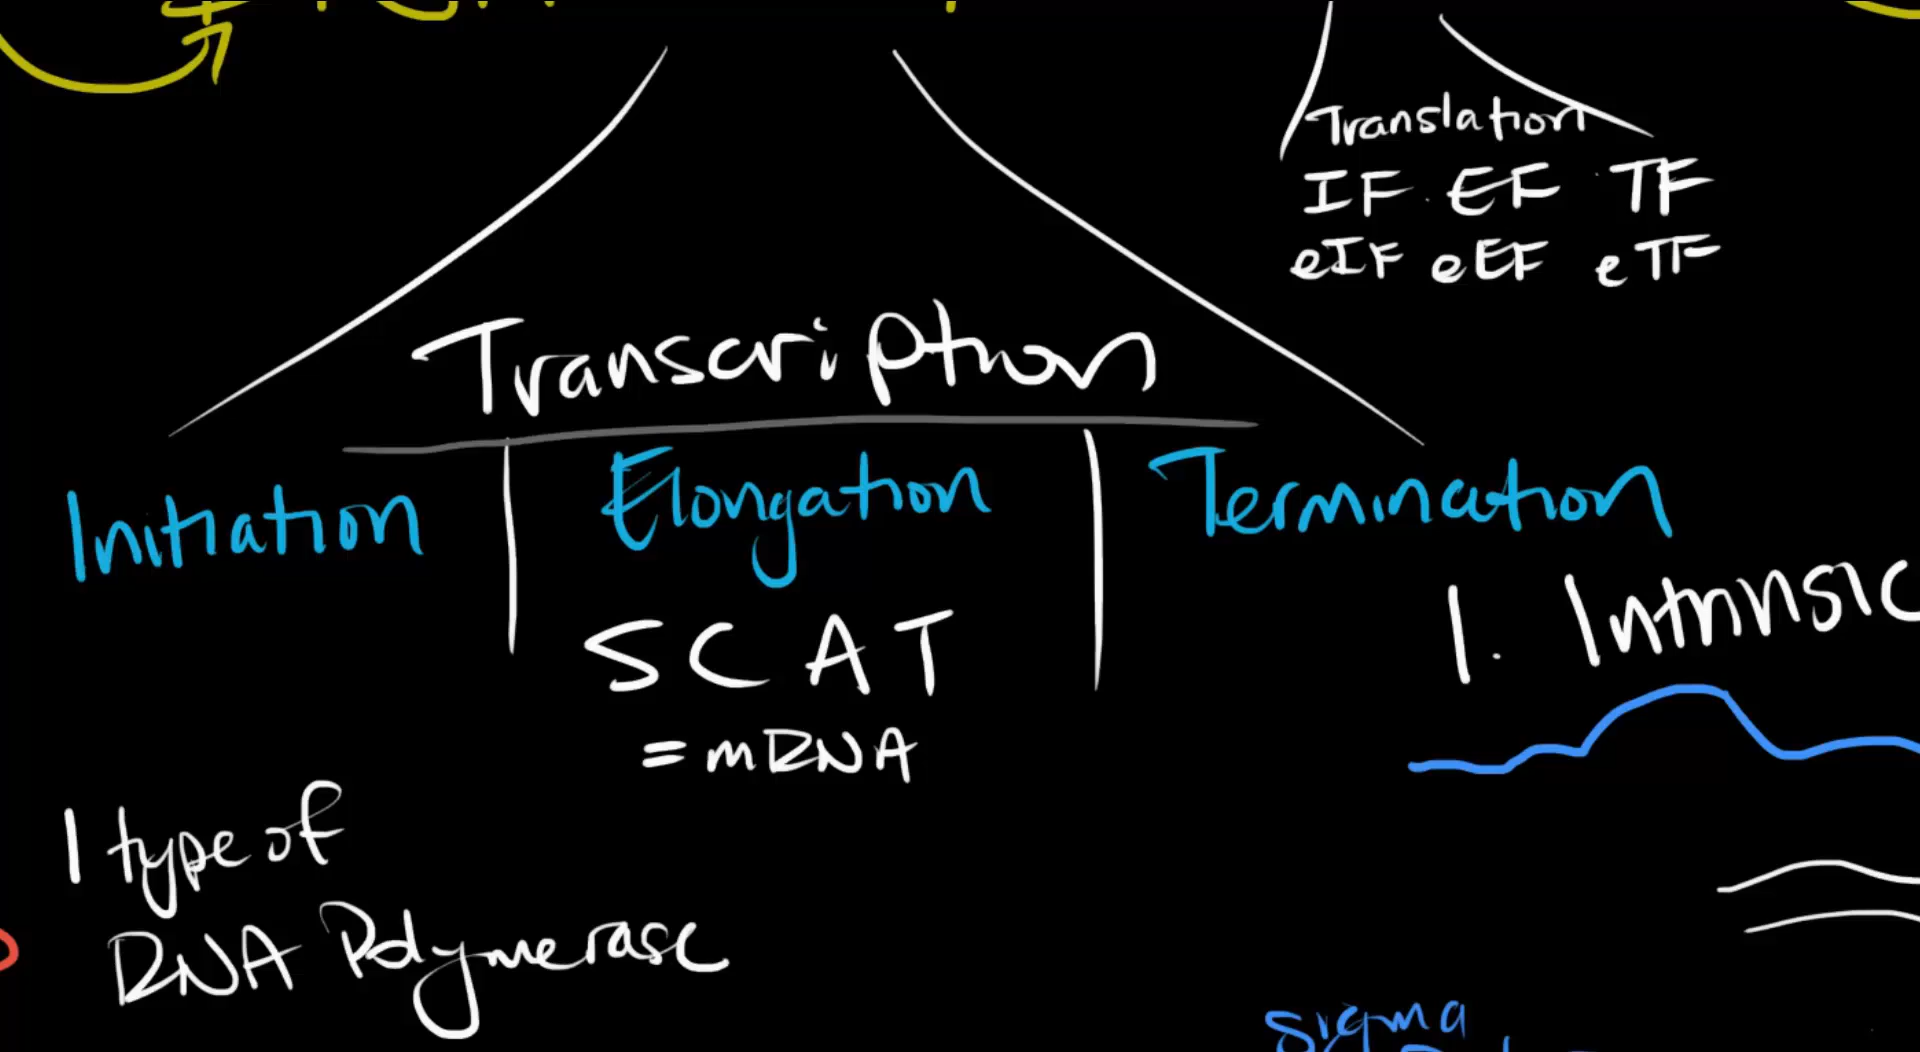 Translation
IF EF TF
eIF eEF eTF
Transcription
Initiation
Elongation
Termination
SCAT
= mRNA
1. Intrinsic
1 type of
RNA Polymerase
sigma